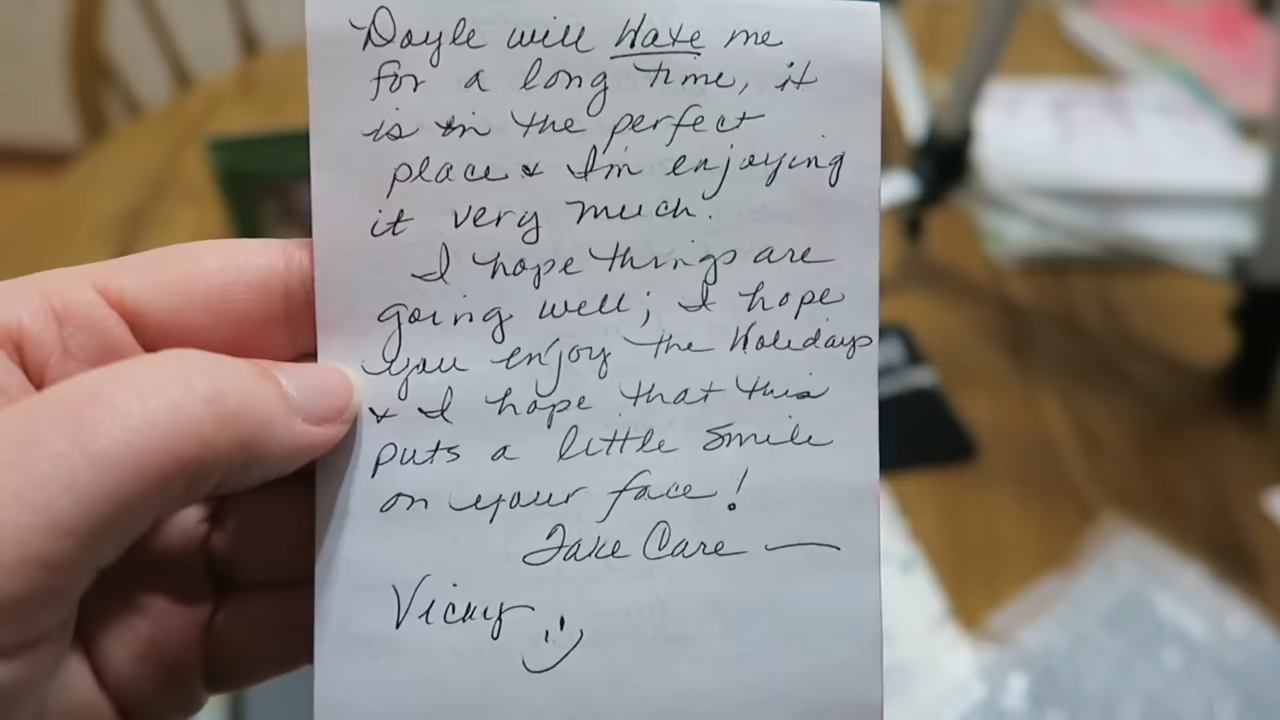 Doyle will hate me
for a long time, it
is in the perfect
place & I'm enjoying
it very much.
I hope things are
going well; I hope
you enjoy the Holidays
& I hope that this
puts a little smile
on your face!
Take Care —
Vicky :)